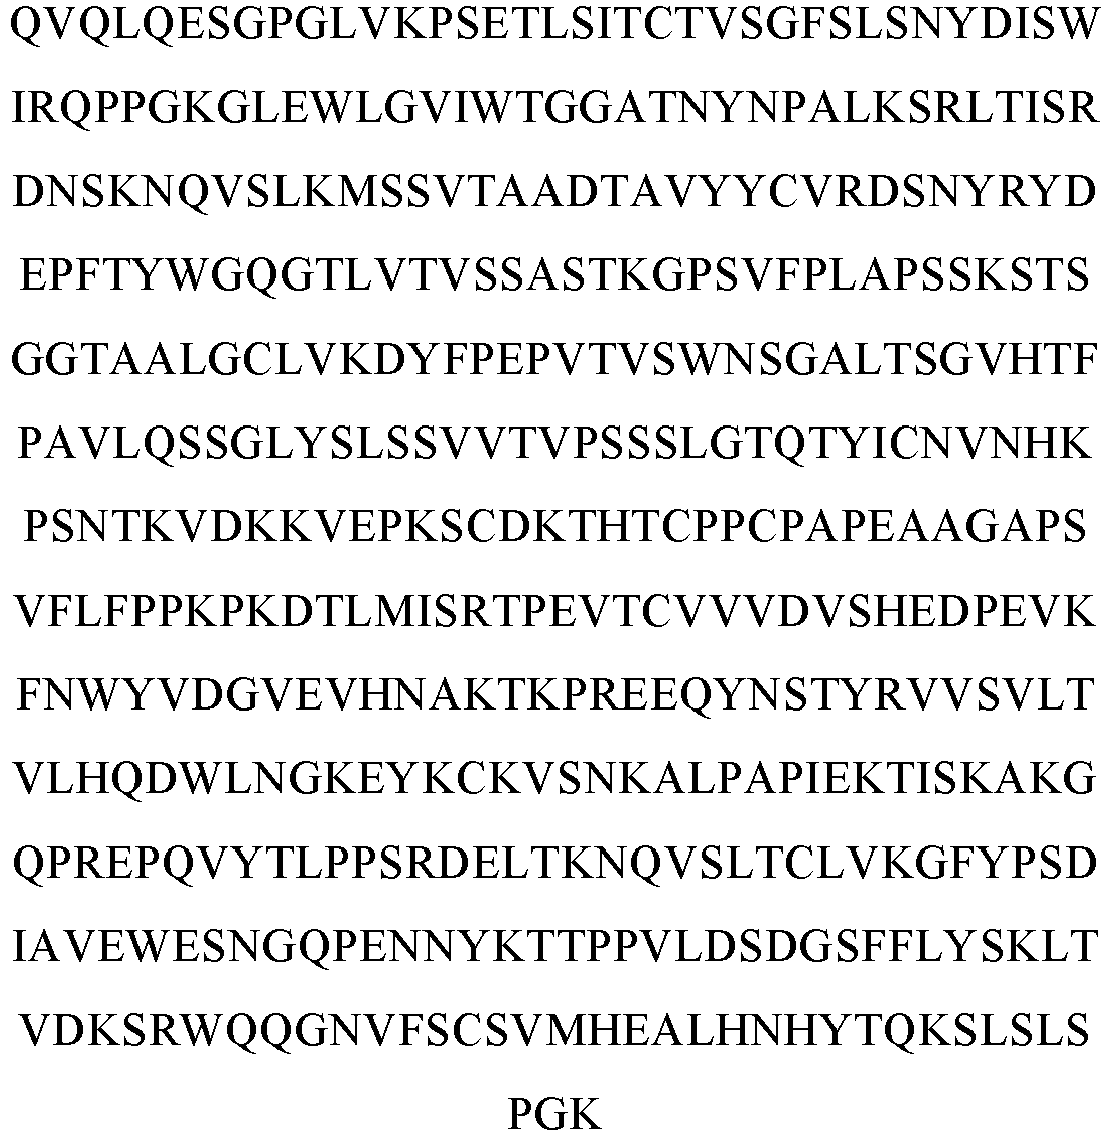 QVQLQESGPGLVKPSETLSITCTVSGFSLSNYDISW
IRQPPGKGLEWLGVIWTGGATNYNPALKSRLTISR
DNSKNQVSLKMSSVTAADTAVYYCVRDSNYRYD
EPFTYWGQGTLVTVSSASTKGPSVFPLAPSSKSTS
GGTAALGCLVKDYFPEPVTVSWNSGALTSGVHTF
PAVLQSSGLYSLSSVVTVPSSSLGTQTYICNVNHK
PSNTKVDKKVEPKSCDKTHTCPPCPAPEAAGAPS
VFLFPPKPKDTLMISRTPEVTCVVVDVSHEDPEVK
FNWYVDGVEVHNAKTKPREEQYNSTYRVVSVLT
VLHQDWLNGKEYKCKVSNKALPAPIEKTISKAKG
QPREPQVYTLPPSRDELTKNQVSLTCLVKGFYPSD
IAVEWESNGQPENNYKTTPPVLDSDGSFFLYSKLT
VDKSRWQQGNVFSCSVMHEALHNHYTQKSLSLS
PGK